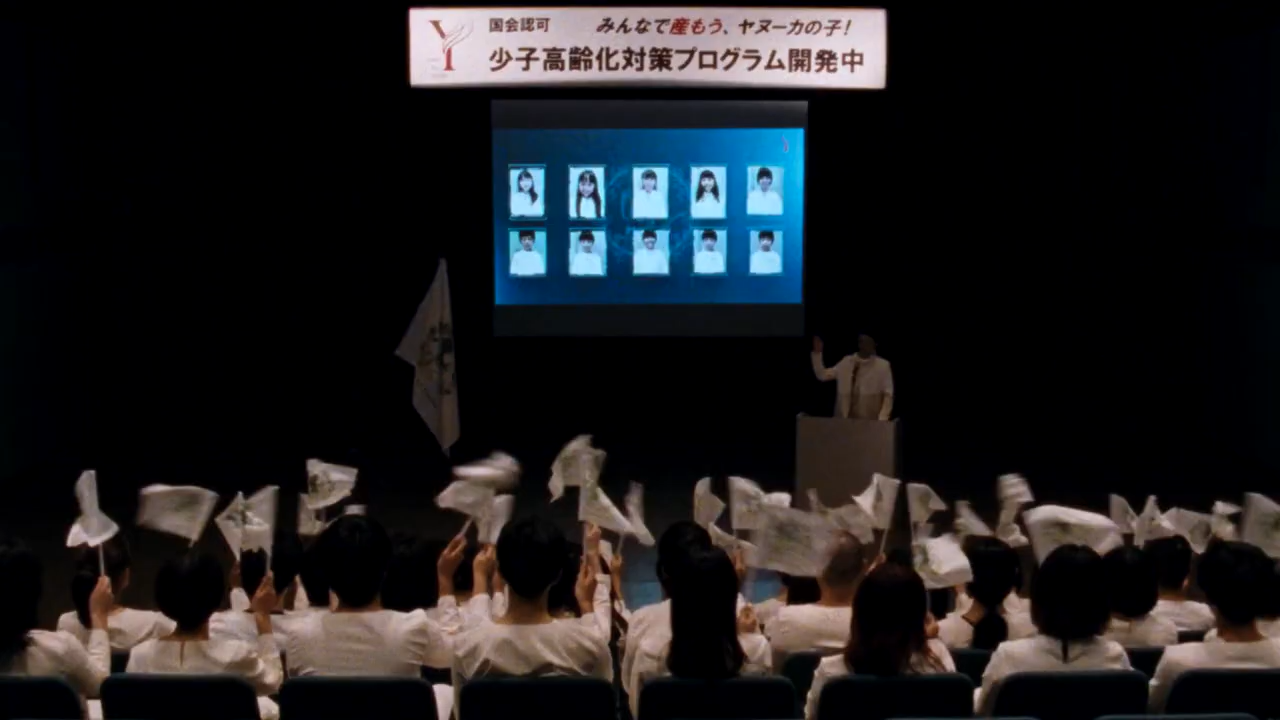 国会認可 みんなで産もう、ヤヌーカの子!
少子高齢化対策プログラム開発中
Y